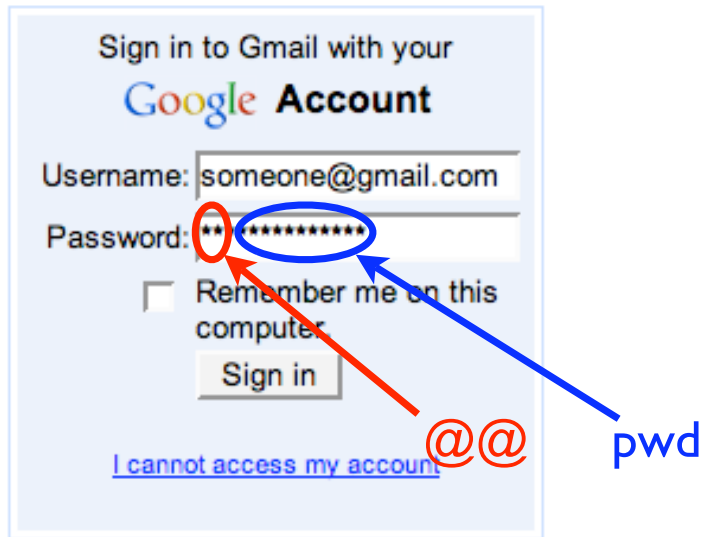 Sign in to Gmail with your
Google Account
Username: someone@gmail.com
Password: ****************
Remember me on this
computer.
Sign in
@@ pwd
I cannot access my account